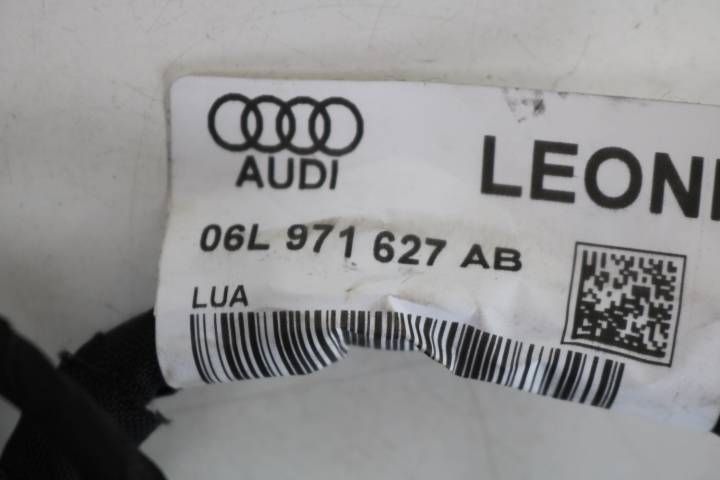 AUDI
LEONI
06L 971 627 AB
LUA